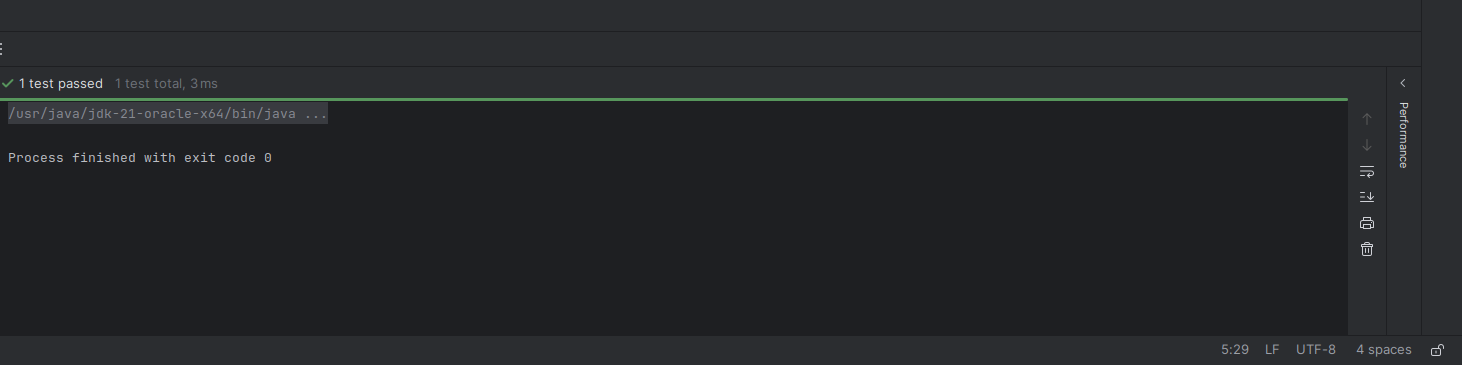 1 test passed 1 test total, 3 ms
/usr/java/jdk-21-oracle-x64/bin/java ...
Process finished with exit code 0
Performance
5:29 LF UTF-8 4 spaces